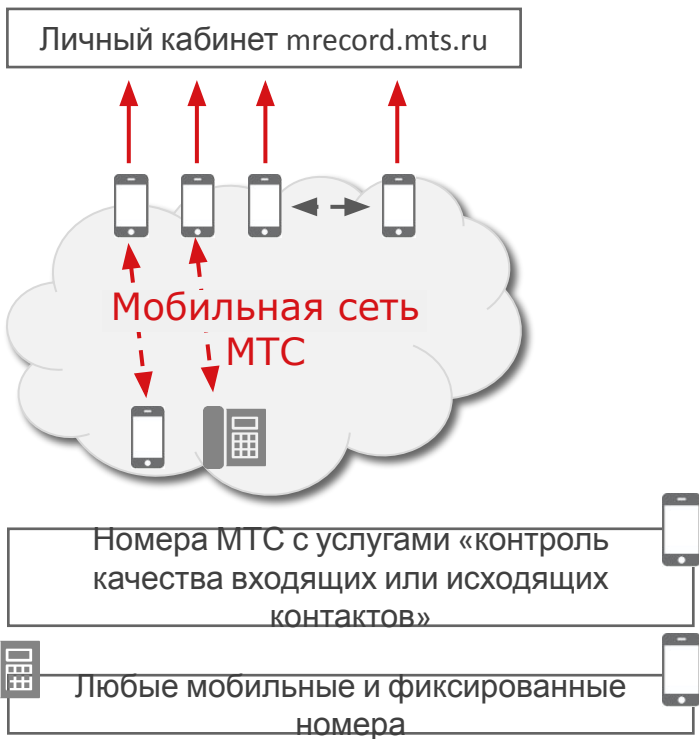 Личный кабинет mrecord.mts.ru
Мобильная сеть
МТС
Номера МТС с услугами «контроль
качества входящих или исходящих
контактов»
Любые мобильные и фиксированные
номера